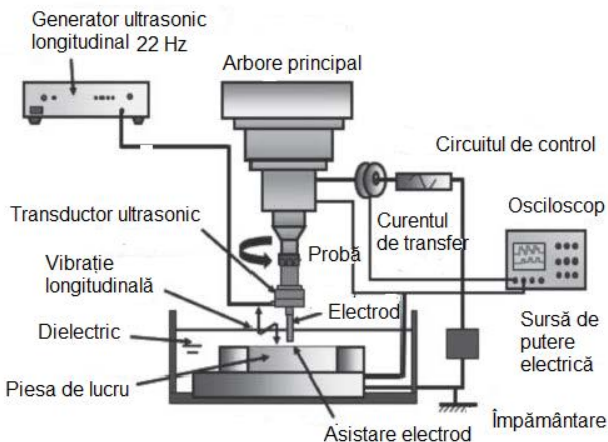 Generator ultrasonic
longitudinal 22 Hz
Arbore principal
Circuitul de control
Osciloscop
Transductor ultrasonic
Curentul
de transfer
Probă
Vibrație
longitudinală
Electrod
Dielectric
Sursă de
putere
electrică
Piesa de lucru
Asistare electrod
Împământare